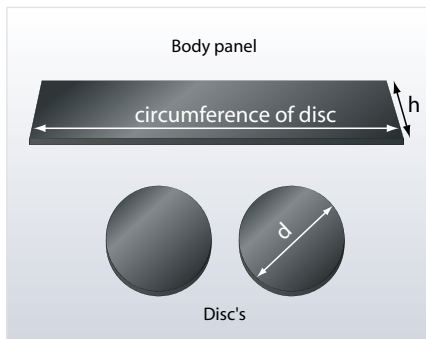 Body panel
h
circumference of disc
d
Disc's